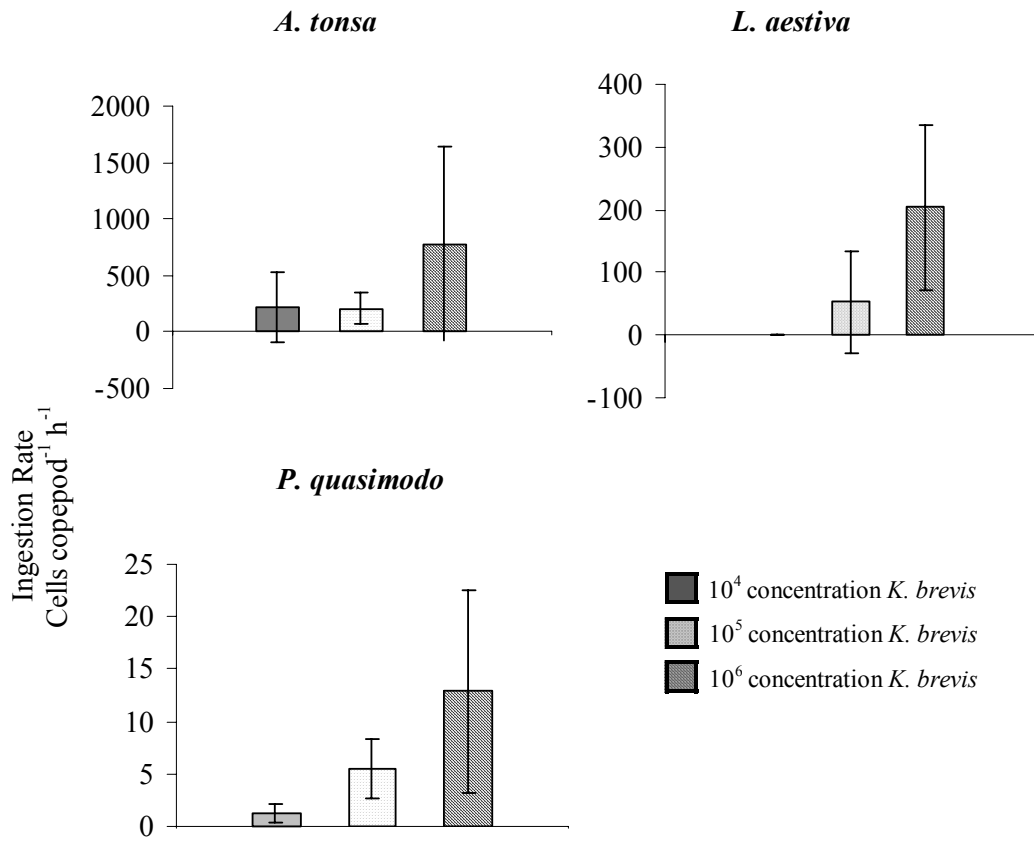 A. tonsa
2000
1500
1000
500
0
-500
L. aestiva
400
300
200
100
0
-100
Ingestion Rate
Cells copepod⁻¹ h⁻¹
P. quasimodo
25
20
15
10
5
0
10⁴ concentration K. brevis
10⁵ concentration K. brevis
10⁶ concentration K. brevis